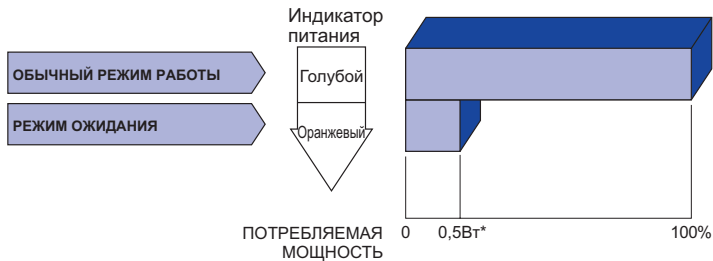 Индикатор
питания
ОБЫЧНЫЙ РЕЖИМ РАБОТЫ
Голубой
РЕЖИМ ОЖИДАНИЯ
Оранжевый
ПОТРЕБЛЯЕМАЯ
МОЩНОСТЬ
0 0,5Вт* 100%